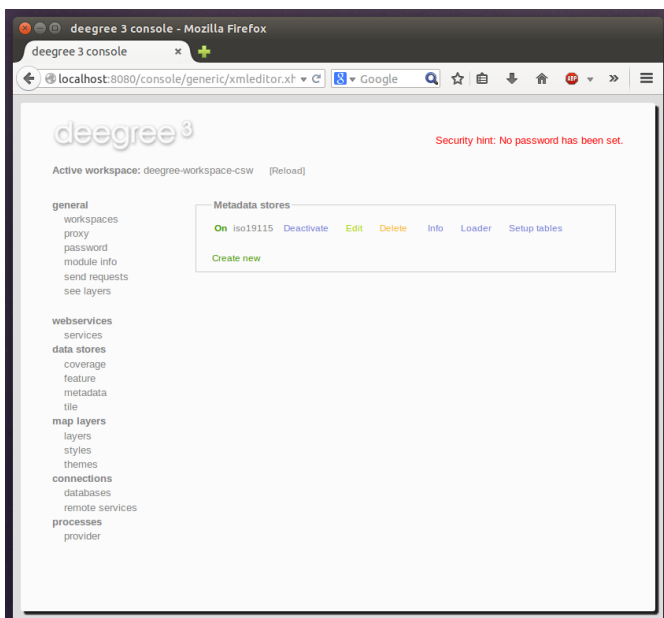 deegree 3 console - Mozilla Firefox
deegree 3 console
localhost:8080/console/generic/xmleditor.xh
Google
ABP
deegree 3
Security hint: No password has been set.
Active workspace: deegree-workspace-csw [Reload]
general
workspaces
proxy
password
module info
send requests
see layers
webservices
services
data stores
coverage
feature
metadata
tile
map layers
layers
styles
themes
connections
databases
remote services
processes
provider
Metadata stores
On iso19115 Deactivate Edit Delete Info Loader Setup tables
Create new